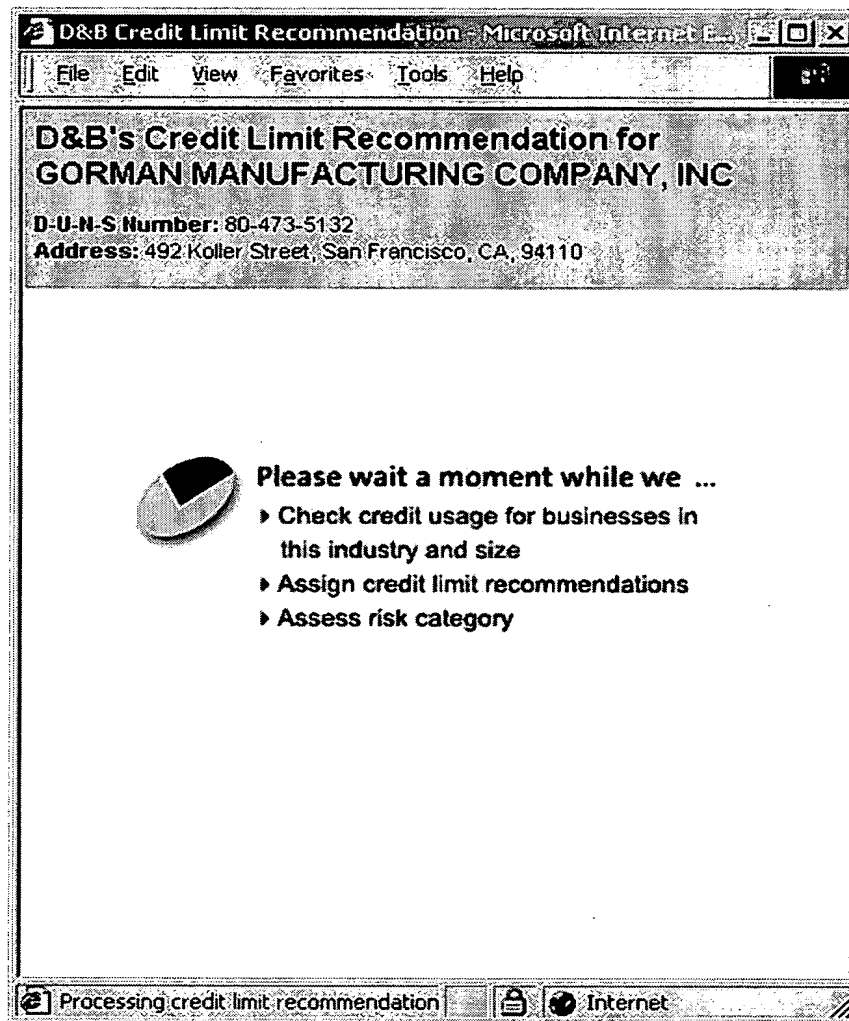 D&B Credit Limit Recommendation - Microsoft Internet E...
File Edit View Favorites Tools Help
D&B's Credit Limit Recommendation for
GORMAN MANUFACTURING COMPANY, INC
D-U-N-S Number: 80-473-5132
Address: 492 Koller Street, San Francisco, CA, 94110
Please wait a moment while we ...
Check credit usage for businesses in
this industry and size
Assign credit limit recommendations
Assess risk category
Processing credit limit recommendation Internet